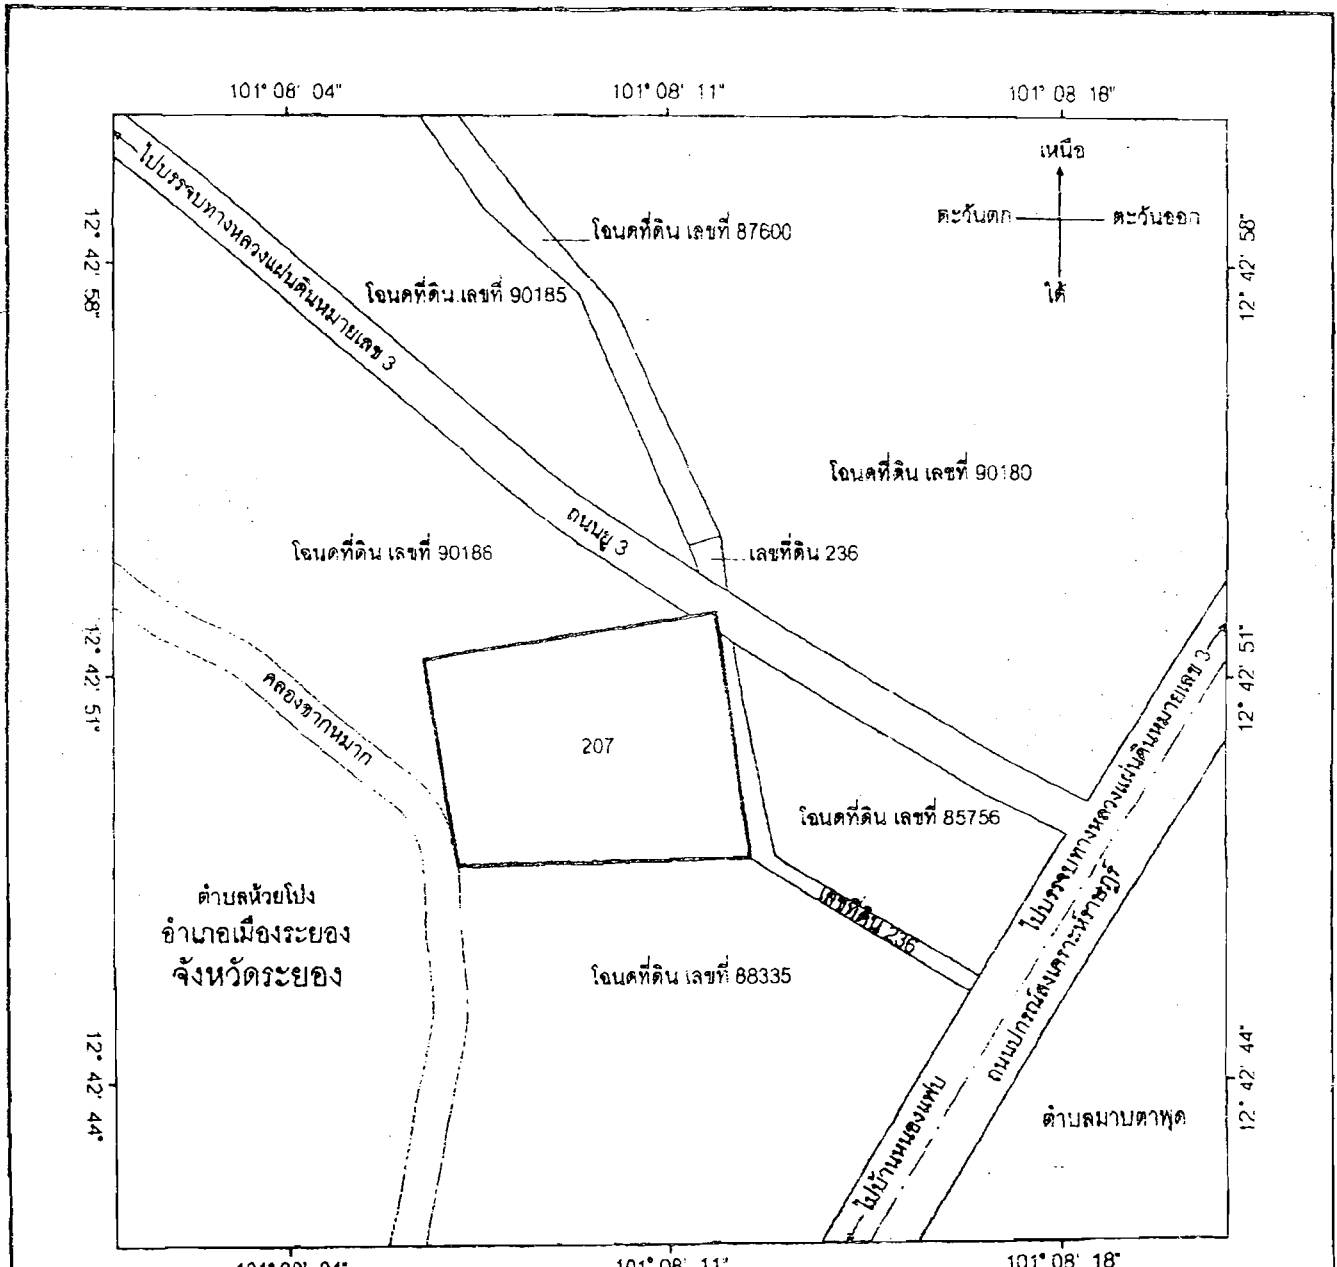 101° 08' 04"
101° 08' 11"
101° 08' 18"
เหนือ
ตะวันตก
ตะวันออก
ใต้
12° 42' 58"
12° 42' 58"
ไปบรรจบทางหลวงแผ่นดินหมายเลข 3
โฉนดที่ดิน เลขที่ 87600
โฉนดที่ดิน เลขที่ 90185
โฉนดที่ดิน เลขที่ 90180
ถนนยู 3
โฉนดที่ดิน เลขที่ 90186
เลขที่ดิน 236
12° 42' 51"
12° 42' 51"
คลองชากหมาก
207
ไปบรรจบทางหลวงแผ่นดินหมายเลข 3
โฉนดที่ดิน เลขที่ 85756
ตำบลห้วยโป่ง
อำเภอเมืองระยอง
จังหวัดระยอง
เลขที่ดิน 236
โฉนดที่ดิน เลขที่ 88335
ถนนปกรณ์สงเคราะห์ราษฎร์
12° 42' 44"
12° 42' 44"
ไปบ้านหนองแฟบ
ตำบลมาบตาพุด
101° 08' 04"
101° 08' 11"
101° 08' 18"